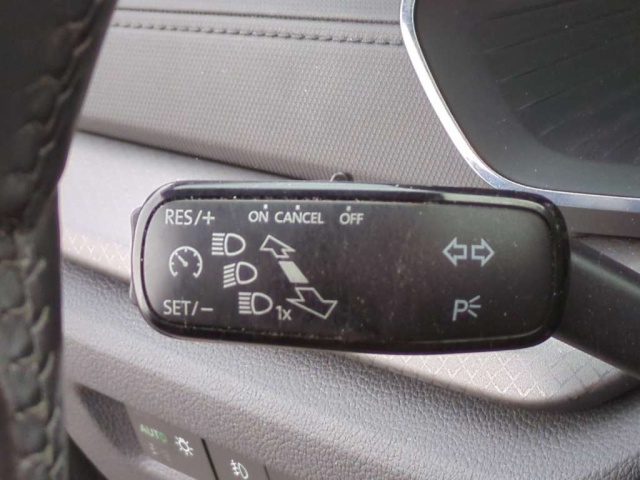 RES/+ ON CANCEL OFF
1x
SET/- P
AUTO